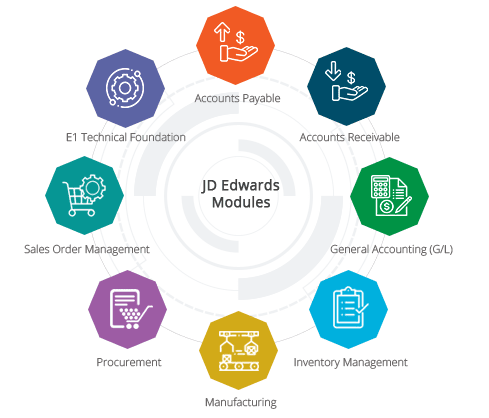 Accounts Payable
Accounts Receivable
E1 Technical Foundation
JD Edwards
Modules
Sales Order Management
General Accounting (G/L)
Procurement
Inventory Management
Manufacturing